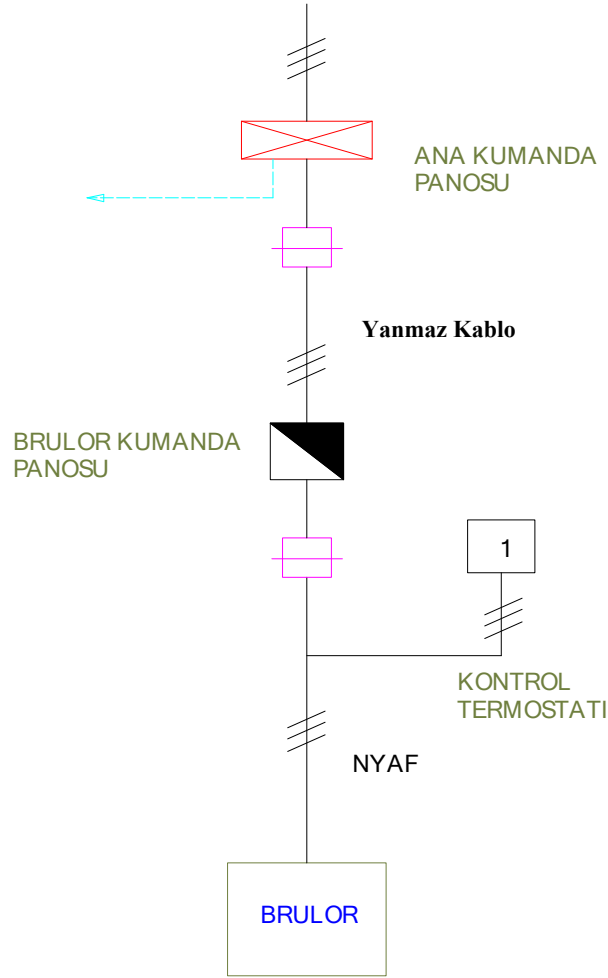 ANA KUMANDA
PANOSU
Yanmaz Kablo
BRULOR KUMANDA
PANOSU
1
KONTROL
TERMOSTATI
NYAF
BRULOR